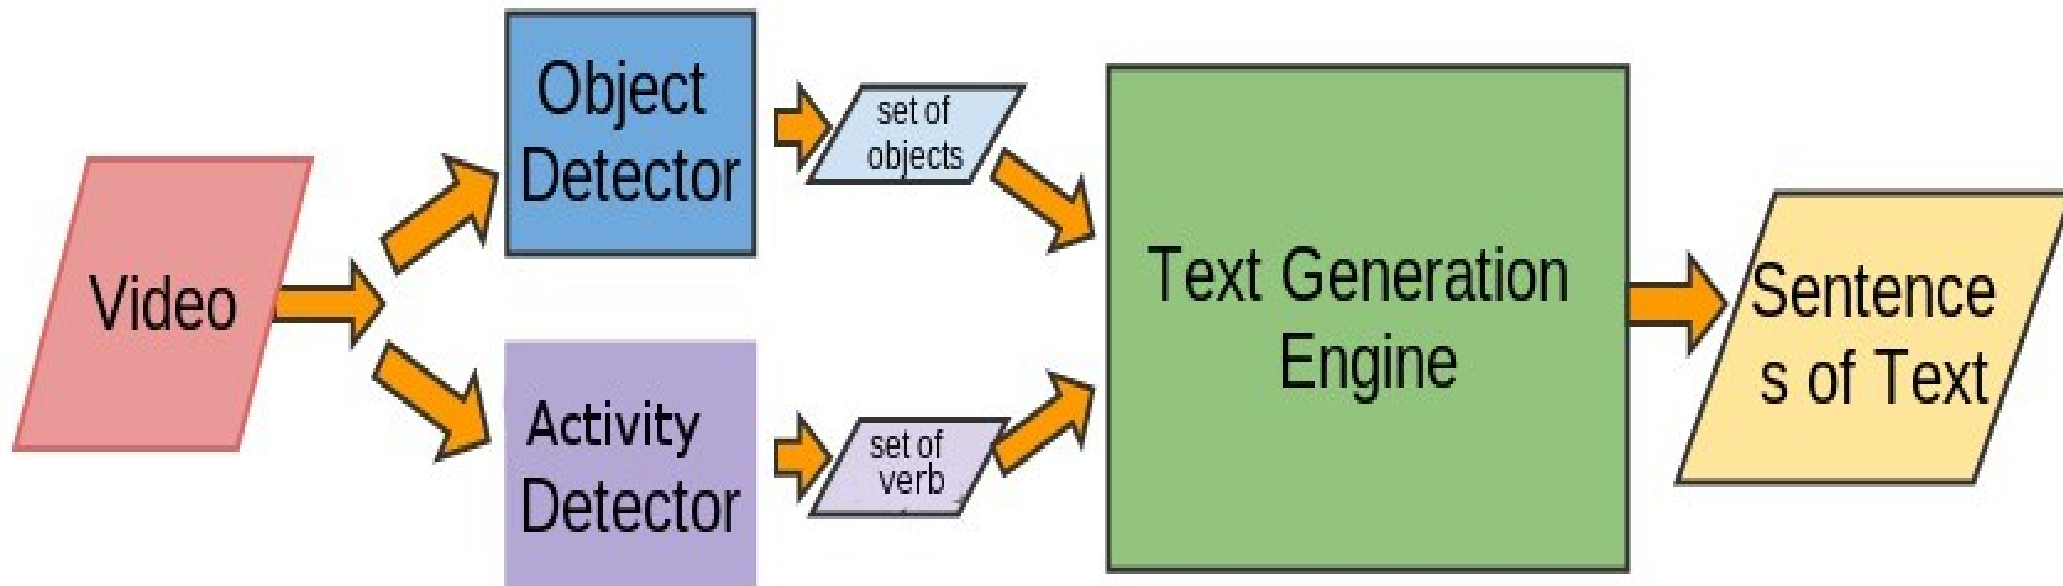 Video
Object
Detector
Activity
Detector
set of
objects
set of
verb
Text Generation
Engine
Sentence
s of Text